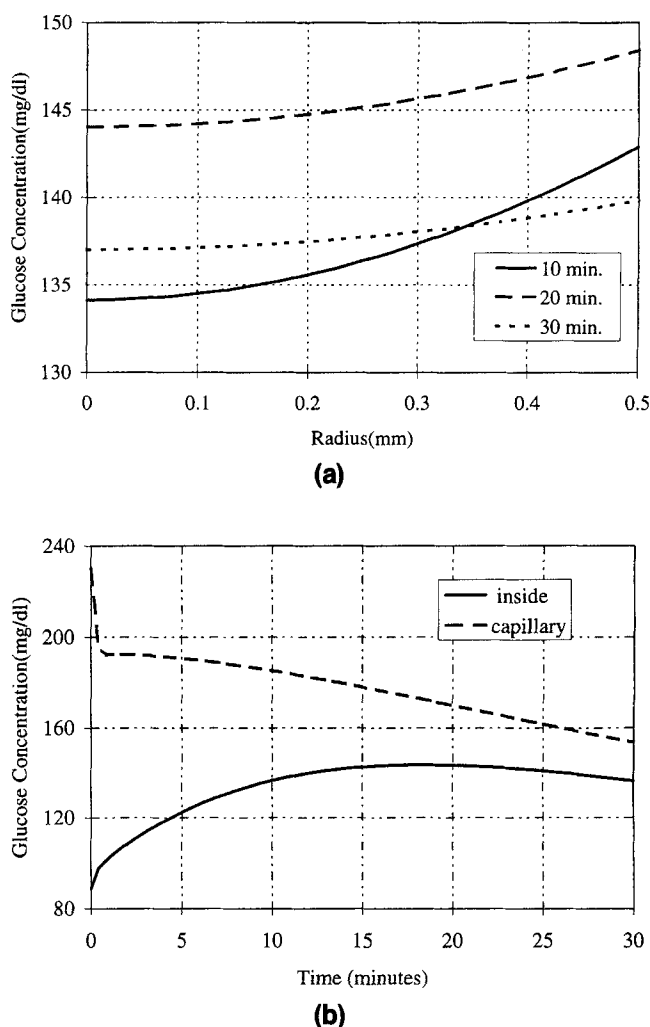 150
145
140
135
130
Glucose Concentration(mg/dl)
10 min.
20 min.
30 min.
0 0.1 0.2 0.3 0.4 0.5
Radius(mm)
(a)
240
200
160
120
80
Glucose Concentration(mg/dl)
inside
capillary
0 5 10 15 20 25 30
Time (minutes)
(b)